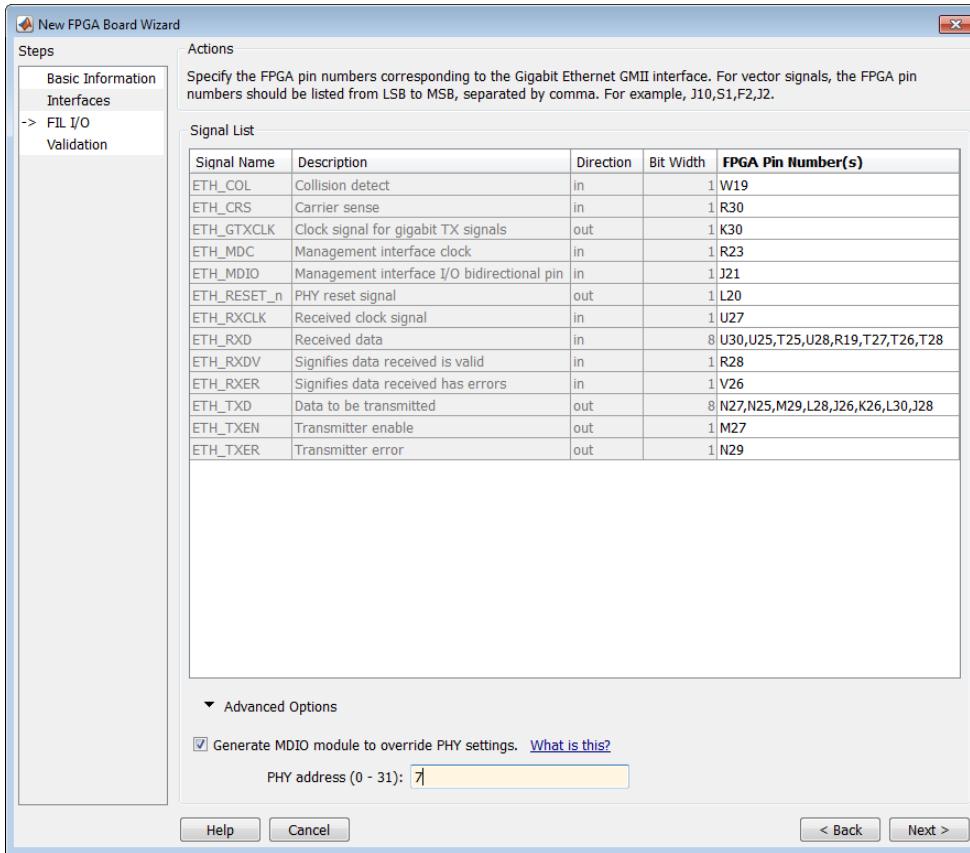 New FPGA Board Wizard
Steps
Basic Information
Interfaces
-> FIL I/O
Validation
Actions
Specify the FPGA pin numbers corresponding to the Gigabit Ethernet GMII interface. For vector signals, the FPGA pin
numbers should be listed from LSB to MSB, separated by comma. For example, J10,S1,F2,J2.
Signal List
Signal Name Description Direction Bit Width FPGA Pin Number(s)
ETH_COL Collision detect in 1 W19
ETH_CRS Carrier sense in 1 R30
ETH_GTXCLK Clock signal for gigabit TX signals out 1 K30
ETH_MDC Management interface clock in 1 R23
ETH_MDIO Management interface I/O bidirectional pin in 1 J21
ETH_RESET_n PHY reset signal out 1 L20
ETH_RXCLK Received clock signal in 1 U27
ETH_RXD Received data in 8 U30,U25,T25,U28,R19,T27,T26,T28
ETH_RXDV Signifies data received is valid in 1 R28
ETH_RXER Signifies data received has errors in 1 V26
ETH_TXD Data to be transmitted out 8 N27,N25,M29,L28,J26,K26,L30,J28
ETH_TXEN Transmitter enable out 1 M27
ETH_TXER Transmitter error out 1 N29
Advanced Options
Generate MDIO module to override PHY settings. What is this?
PHY address (0 - 31): 7
Help Cancel < Back Next >